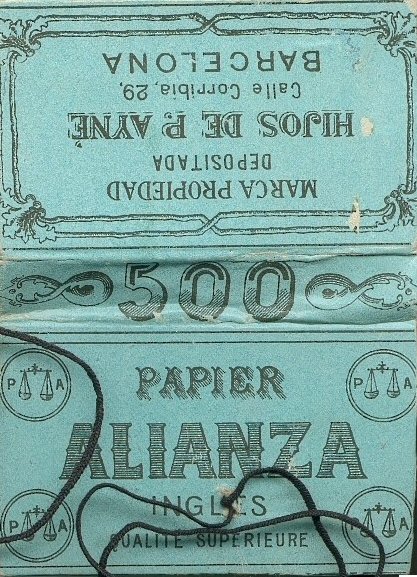 MARCA PROPIEDAD
DEPOSITADA
HIJOS DE P. AYNÉ
Calle Corribia, 29,
BARCELONA
500
P A
P A
PAPIER
ALIANZA
INGLES
QUALITÉ SUPÉRIEURE
P A
P A